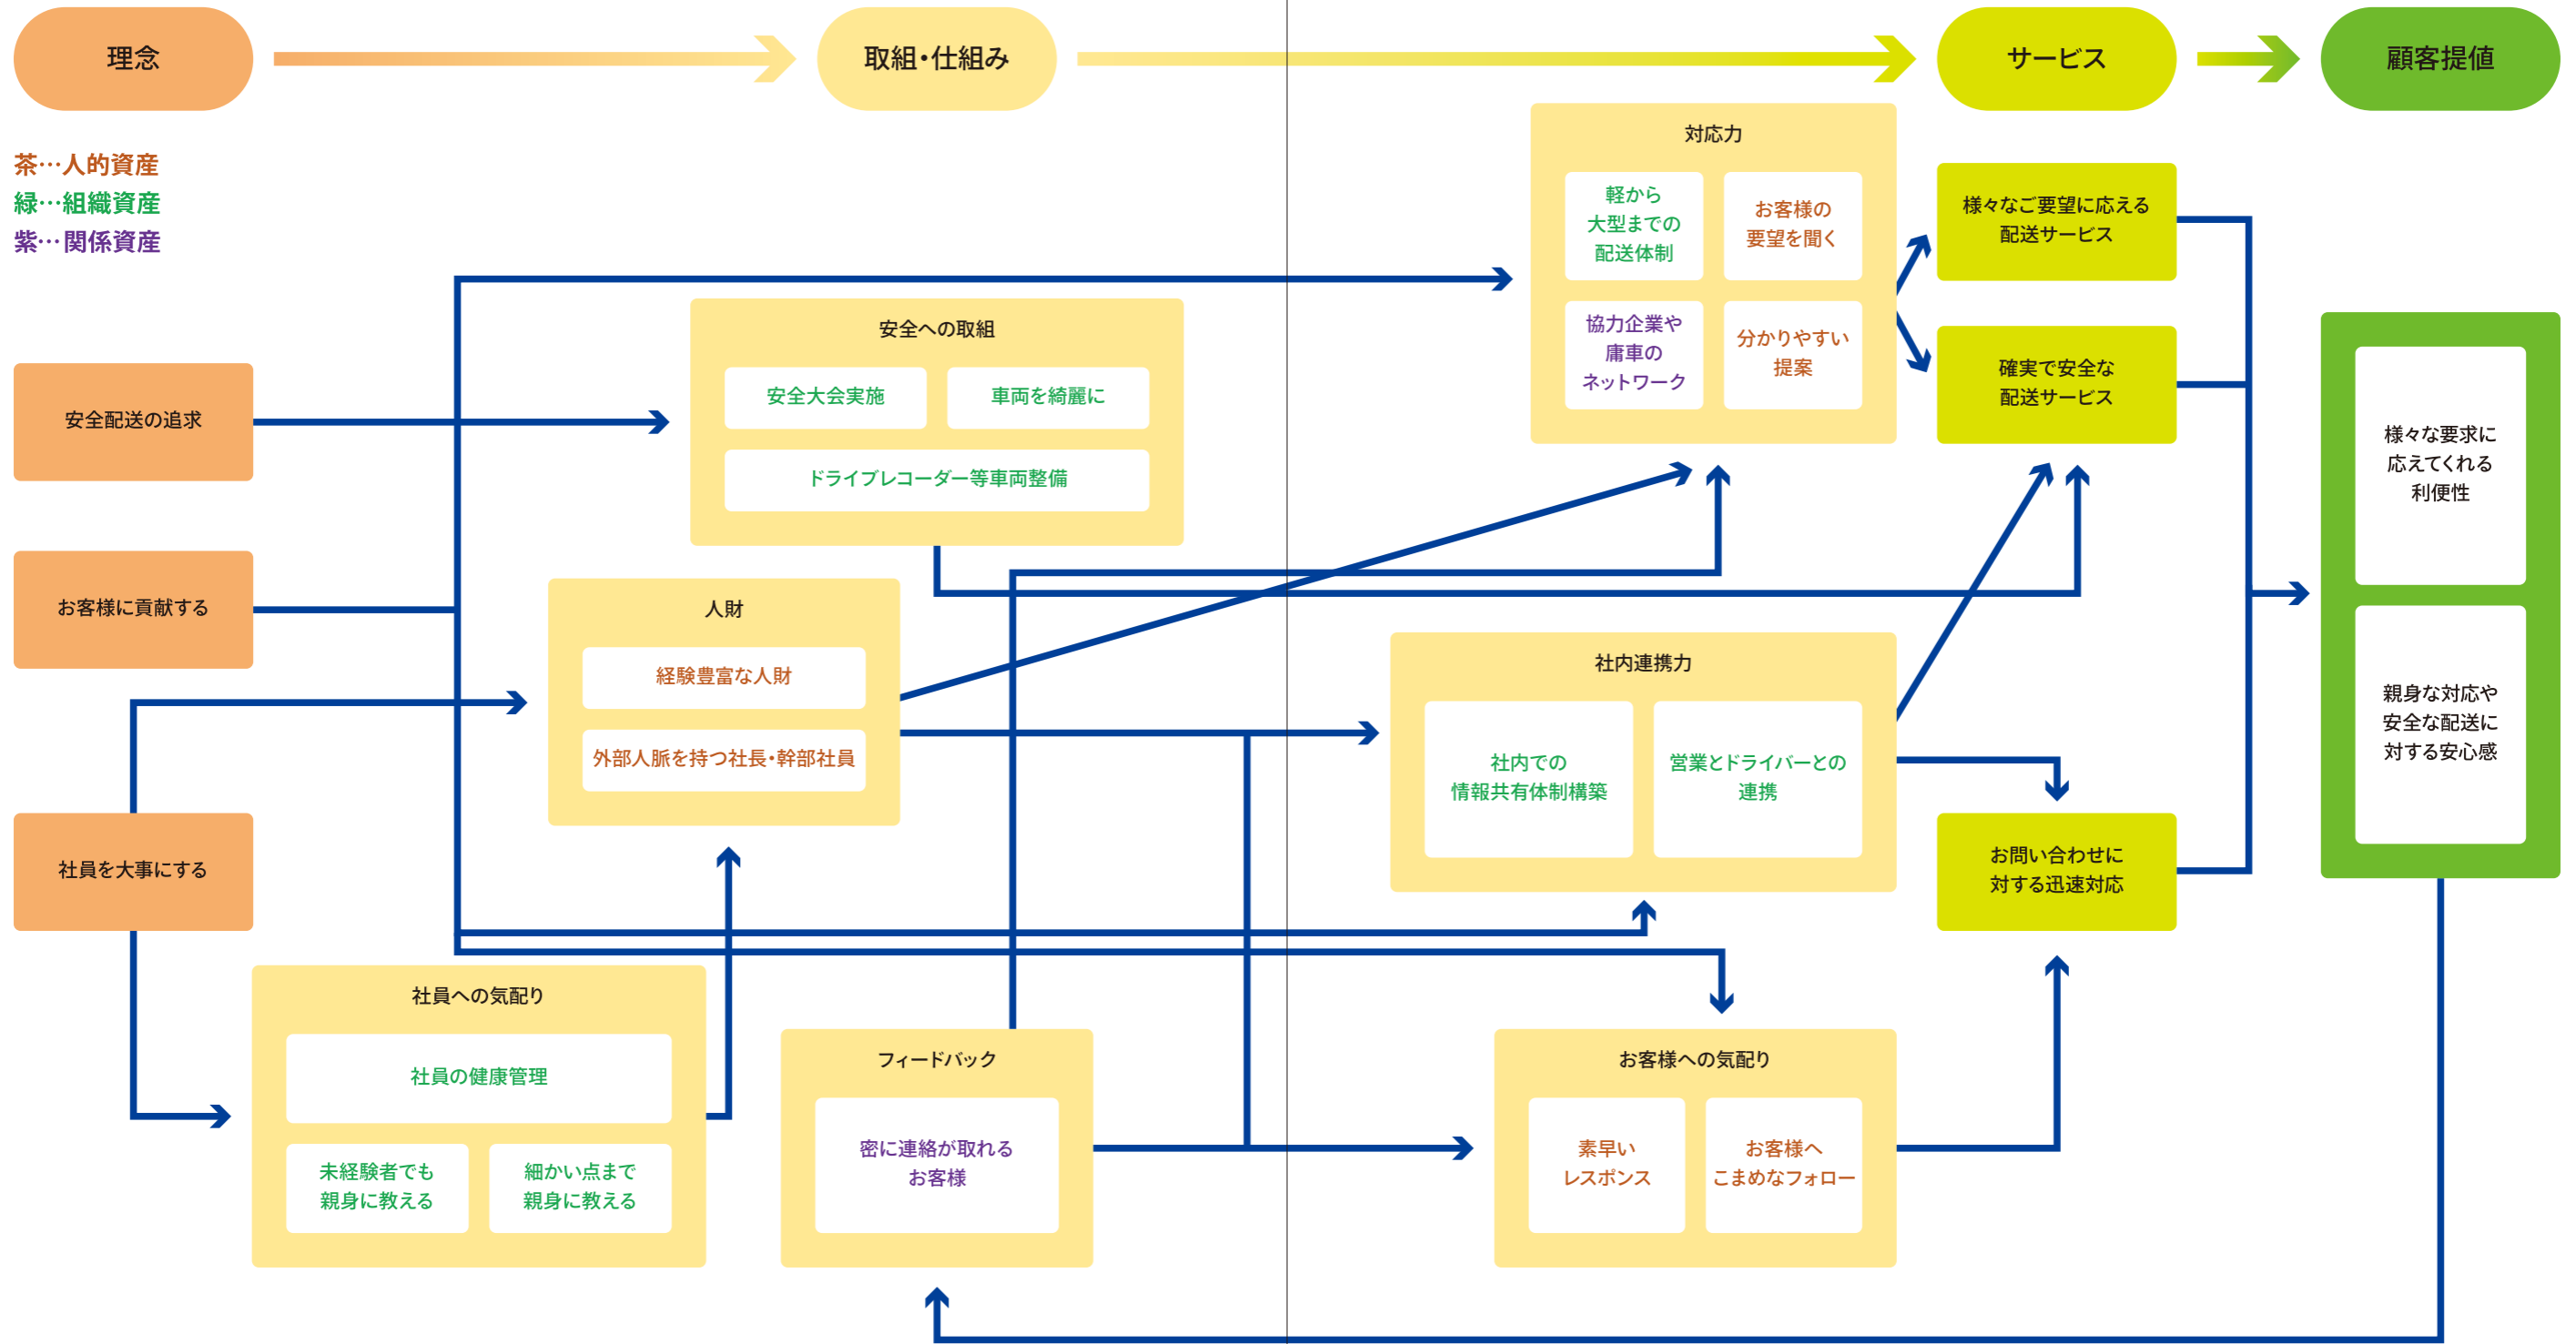 理念
取組・仕組み
サービス
顧客提値
茶…人的資産
緑…組織資産
紫…関係資産
安全配送の追求
お客様に貢献する
社員を大事にする
安全への取組
安全大会実施
車両を綺麗に
ドライブレコーダー等車両整備
人財
経験豊富な人財
外部人脈を持つ社長・幹部社員
社員への気配り
社員の健康管理
未経験者でも
親身に教える
細かい点まで
親身に教える
フィードバック
密に連絡が取れる
お客様
対応力
軽から
大型までの
配送体制
お客様の
要望を聞く
協力企業や
庸車の
ネットワーク
分かりやすい
提案
社内連携力
社内での
情報共有体制構築
営業とドライバーとの
連携
お客様への気配り
素早い
レスポンス
お客様へ
こまめなフォロー
様々なご要望に応える
配送サービス
確実で安全な
配送サービス
お問い合わせに
対する迅速対応
様々な要求に
応えてくれる
利便性
親身な対応や
安全な配送に
対する安心感